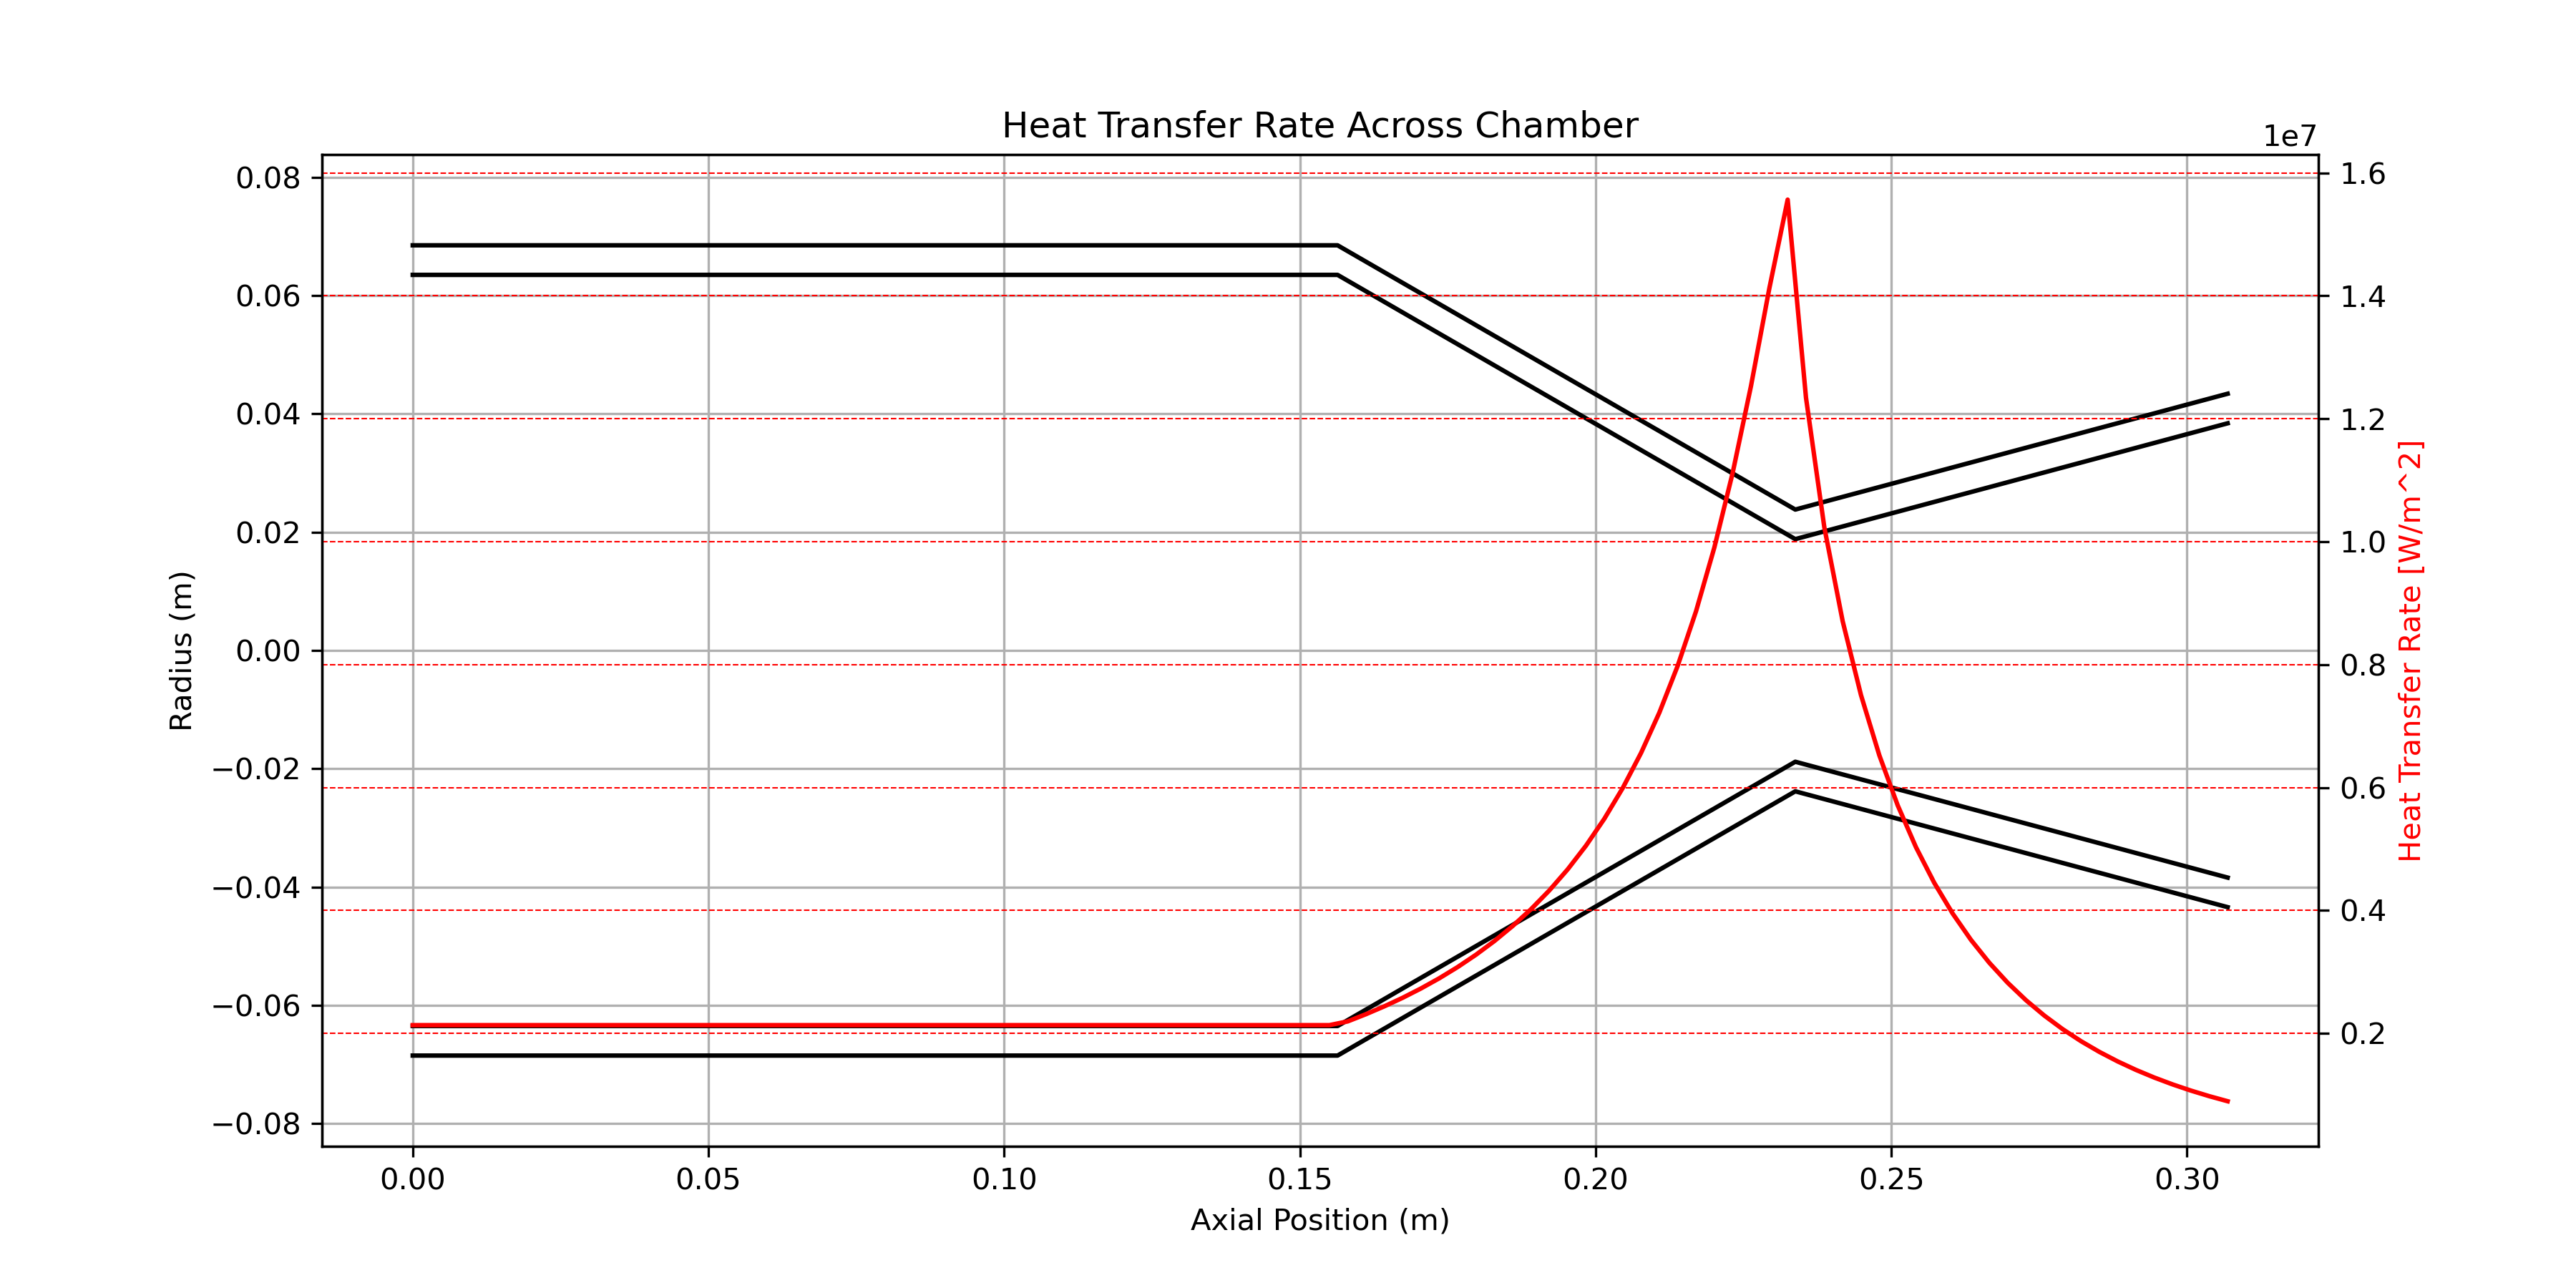 Heat Transfer Rate Across Chamber
1e7
0.08
0.06
0.04
0.02
0.00
−0.02
−0.04
−0.06
−0.08
Radius (m)
1.6
1.4
1.2
1.0
0.8
0.6
0.4
0.2
Heat Transfer Rate [W/m^2]
0.00 0.05 0.10 0.15 0.20 0.25 0.30
Axial Position (m)